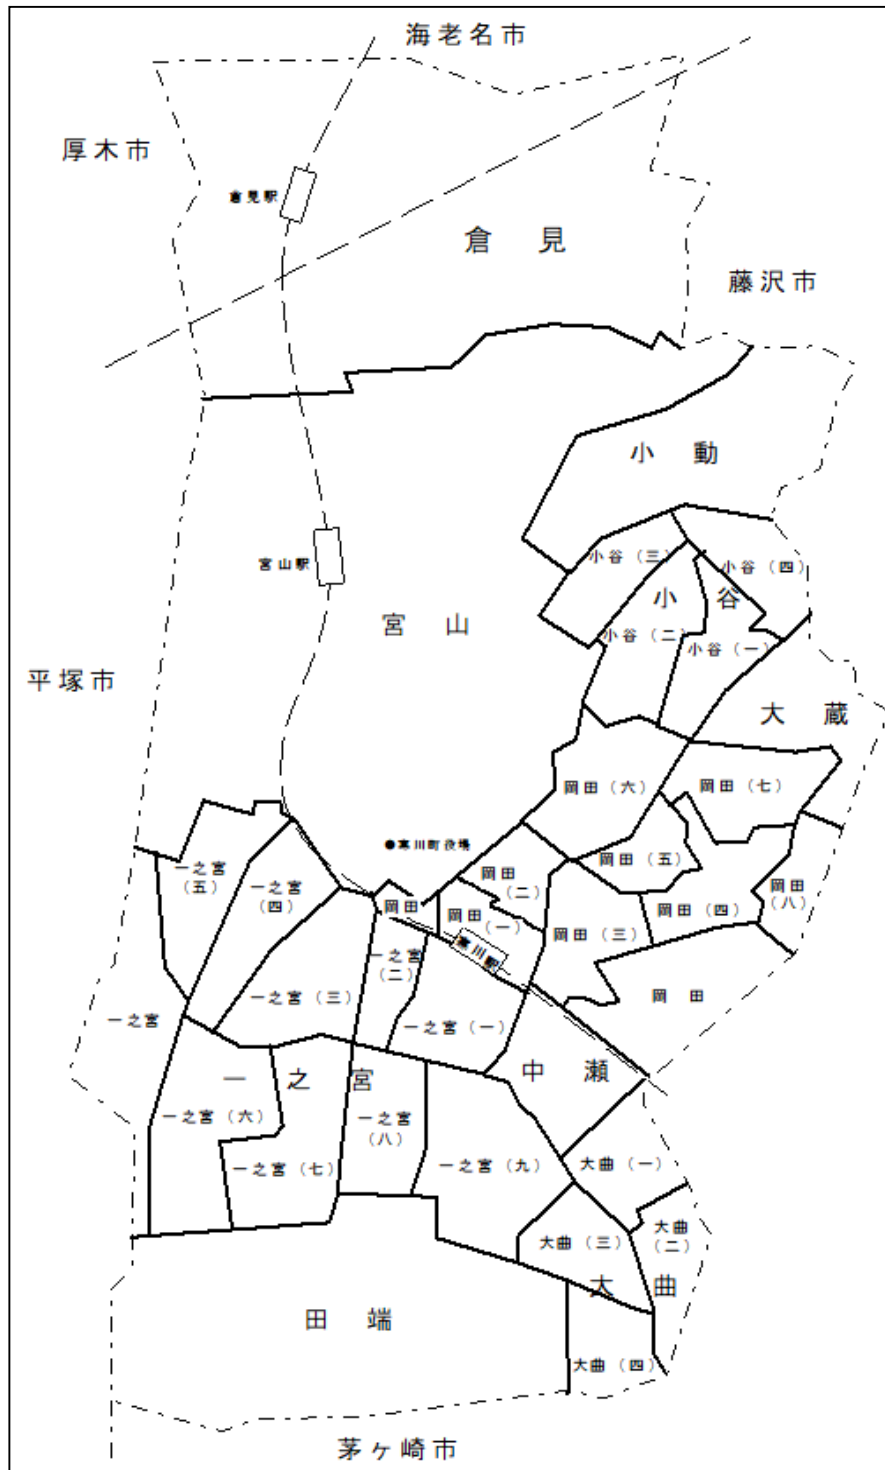 海老名市
厚木市
倉見駅
倉見
藤沢市
小動
小谷（三）
小谷（四）
宮山駅
小谷
宮山
小谷（二）
小谷（一）
平塚市
大蔵
岡田（六）
岡田（七）
●寒川町役場
岡田（五）
一之宮
（五）
一之宮
（四）
岡田
（二）
岡田
（八）
岡田
岡田（一）
岡田（四）
岡田（三）
寒川駅
一之宮
（二）
一之宮（三）
岡田
一之宮
一之宮（一）
中瀬
一之宮
一之宮（六）
一之宮
（八）
一之宮（七）
一之宮（九）
大曲（一）
大曲
（二）
大曲（三）
大曲
田端
大曲（四）
茅ヶ崎市